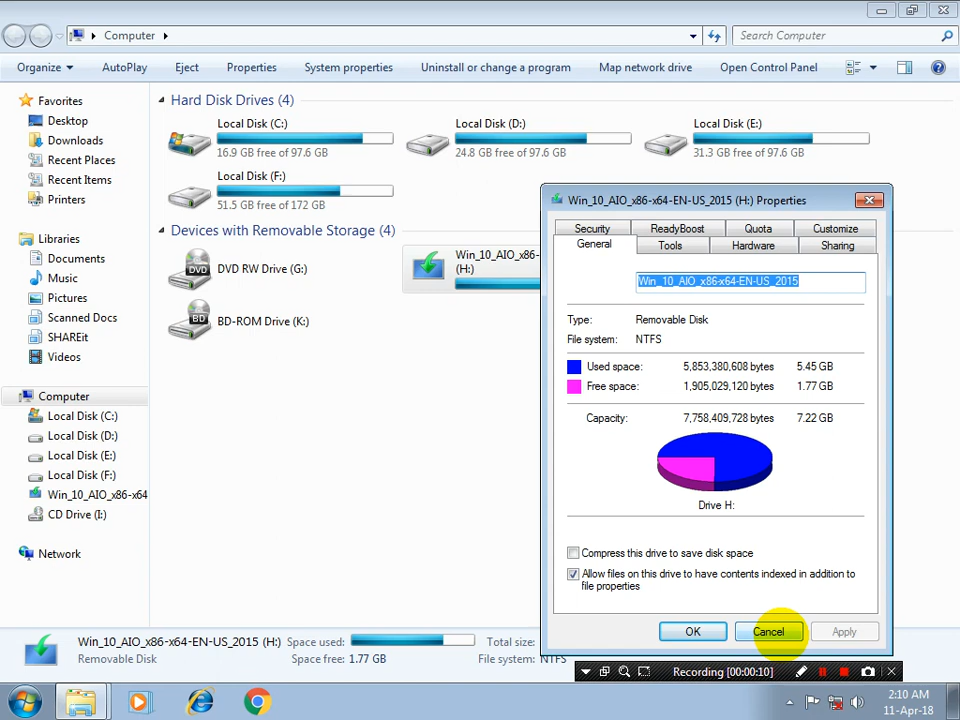 Computer
Search Computer
Organize AutoPlay Eject Properties System properties Uninstall or change a program Map network drive Open Control Panel
Favorites
Desktop
Downloads
Recent Places
Recent Items
Printers
Libraries
Documents
Music
Pictures
Scanned Docs
SHAREit
Videos
Computer
Local Disk (C:)
Local Disk (D:)
Local Disk (E:)
Local Disk (F:)
Win_10_AIO_x86-x64
CD Drive (I:)
Network
Hard Disk Drives (4)
Local Disk (C:)
16.9 GB free of 97.6 GB
Local Disk (D:)
24.8 GB free of 97.6 GB
Local Disk (E:)
31.3 GB free of 97.6 GB
Local Disk (F:)
51.5 GB free of 172 GB
Devices with Removable Storage (4)
DVD
DVD RW Drive (G:)
Win_10_AIO_x86-x64-EN-US_
(H:)
BD
BD-ROM Drive (K:)
Win_10_AIO_x86-x64-EN-US_2015 (H:) Properties
Security ReadyBoost Quota Customize
General Tools Hardware Sharing
Win_10_AIO_x86-x64-EN-US_2015
Type: Removable Disk
File system: NTFS
Used space: 5,853,380,608 bytes 5.45 GB
Free space: 1,905,029,120 bytes 1.77 GB
Capacity: 7,758,409,728 bytes 7.22 GB
Drive H:
Compress this drive to save disk space
Allow files on this drive to have contents indexed in addition to
file properties
OK Cancel Apply
Win_10_AIO_x86-x64-EN-US_2015 (H:) Space used: Total size:
Removable Disk Space free: 1.77 GB File system: NTFS
Recording [00:00:10]
2:10 AM
11-Apr-18